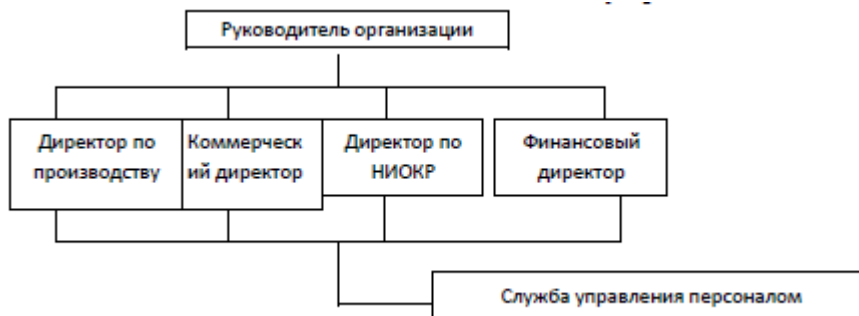 Руководитель организации
Директор по
производству
Коммерческ
ий директор
Директор по
НИОКР
Финансовый
директор
Служба управления персоналом